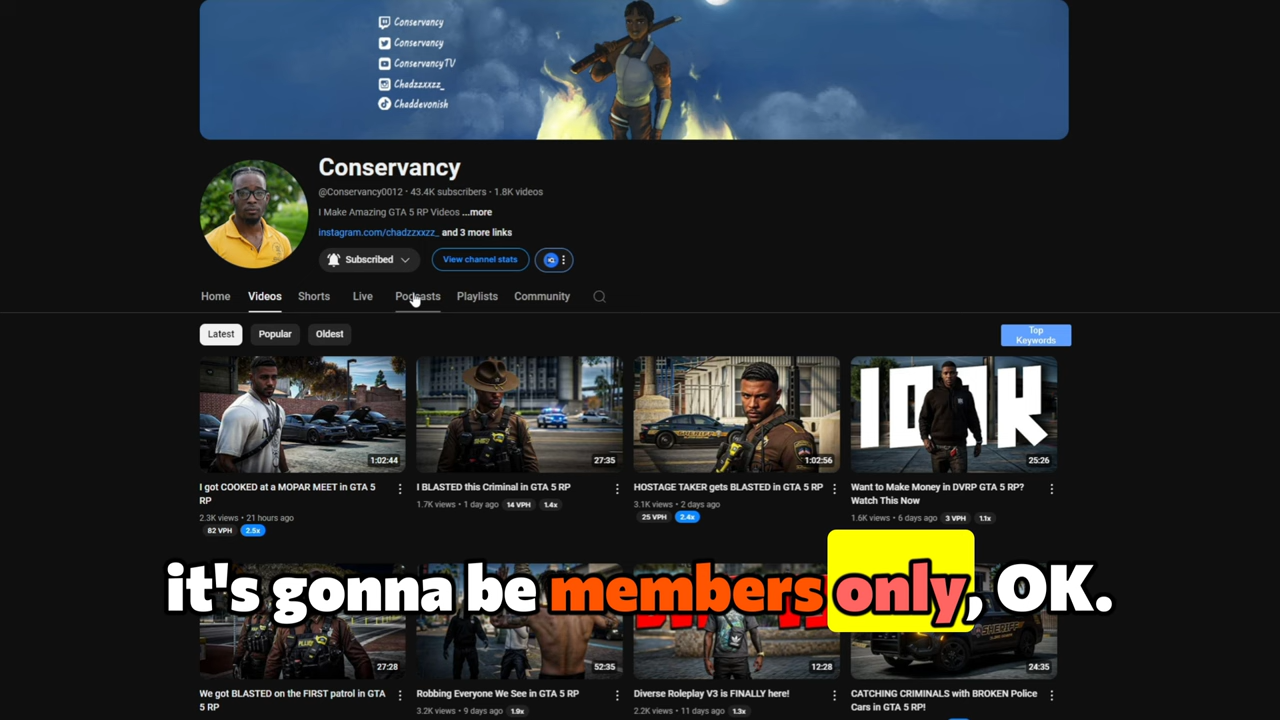 Conservancy
Conservancy
ConservancyTV
Chadzzxxzz_
Chaddevonish
Conservancy
@Conservancy0012 · 43.4K subscribers · 1.8K videos
I Make Amazing GTA 5 RP Videos ...more
instagram.com/chadzzxxzz_ and 3 more links
Subscribed
View channel stats
Home Videos Shorts Live Podcasts Playlists Community
Latest Popular Oldest
Top
Keywords
100K
1:02:44
27:35
1:02:56
25:26
I got COOKED at a MOPAR MEET in GTA 5
RP
2.3K views · 21 hours ago
82 VPH 2.5x
I BLASTED this Criminal in GTA 5 RP
1.7K views · 1 day ago 14 VPH 1.4x
HOSTAGE TAKER gets BLASTED in GTA 5 RP
3.1K views · 2 days ago
25 VPH 2.4x
Want to Make Money in DVRP GTA 5 RP?
Watch This Now
1.6K views · 6 days ago 3 VPH 1.1x
it's gonna be members only, OK.
SHERIFF
27:28
52:35
12:28
24:35
We got BLASTED on the FIRST patrol in GTA
5 RP
Robbing Everyone We See in GTA 5 RP
3.2K views · 9 days ago 1.9x
Diverse Roleplay V3 is FINALLY here!
2.2K views · 11 days ago 1.3x
CATCHING CRIMINALS with BROKEN Police
Cars in GTA 5 RP!